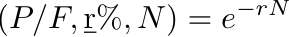 (P/F, r%, N) = e^{-rN}